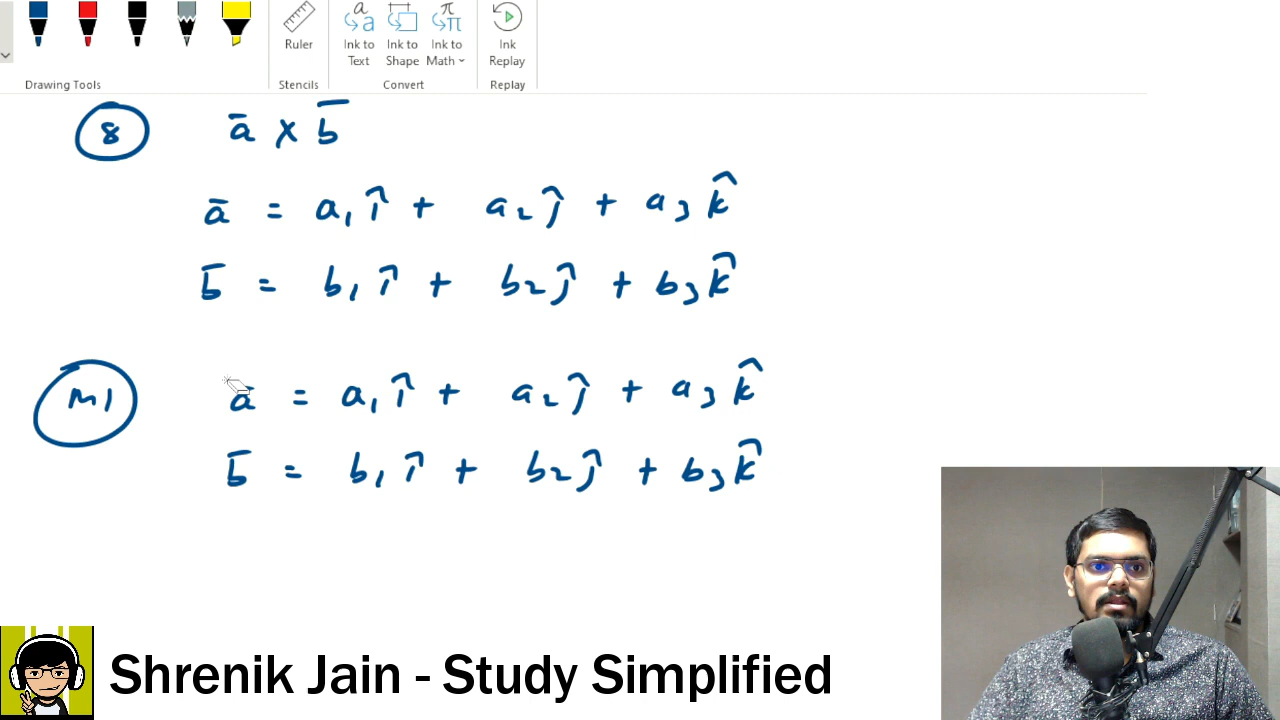 a a π
Ruler Ink to Ink to Ink to Ink
Text Shape Math Replay
Drawing Tools Stencils Convert Replay
8 ā × b̄
ā = a₁î + a₂ĵ + a₃k̂
b̄ = b₁î + b₂ĵ + b₃k̂
M1 ā = a₁î + a₂ĵ + a₃k̂
b̄ = b₁î + b₂ĵ + b₃k̂
Shrenik Jain - Study Simplified